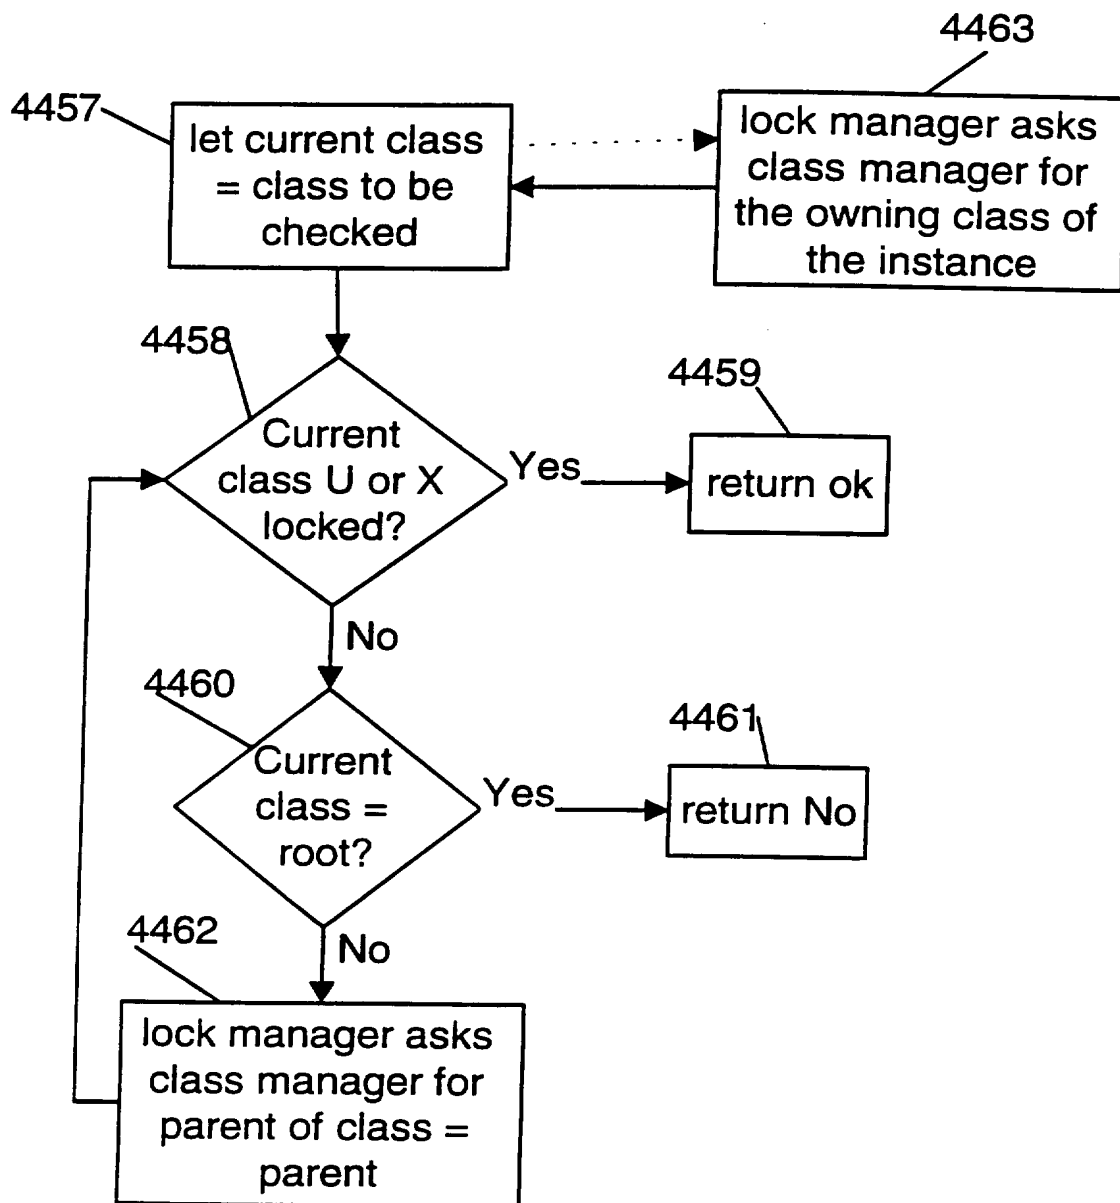 4463
4457
let current class
= class to be
checked
lock manager asks
class manager for
the owning class of
the instance
4458
Current
class U or X
locked?
Yes
4459
return ok
No
4460
Current
class =
root?
Yes
4461
return No
No
4462
lock manager asks
class manager for
parent of class =
parent